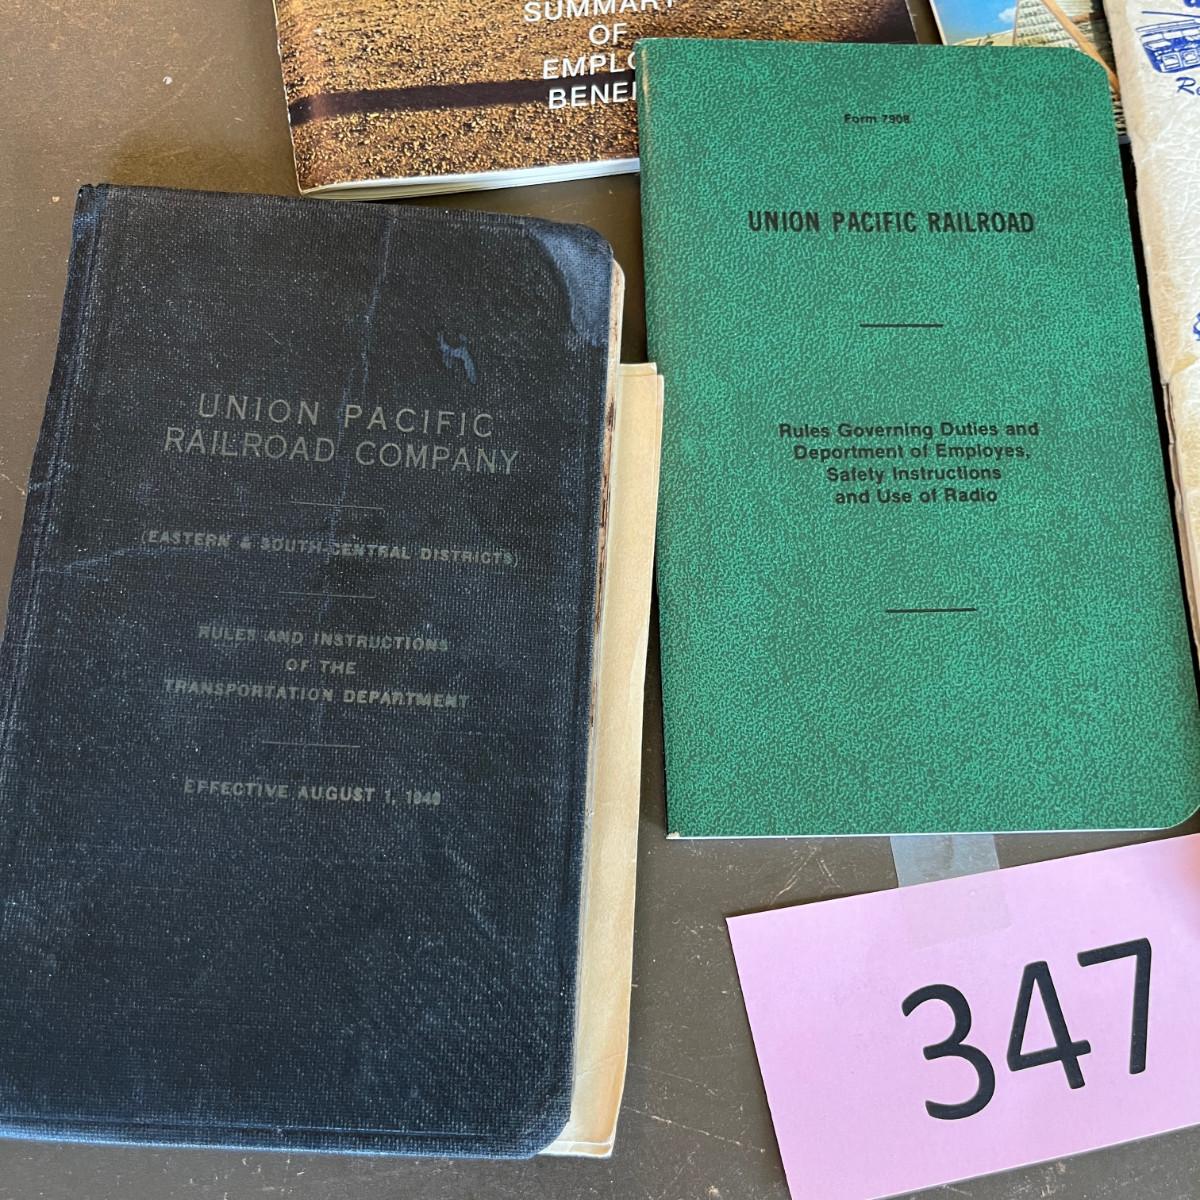 SUMMARY
OF
EMPLO
BENE
Form 7908
UNION PACIFIC RAILROAD
Rules Governing Duties and
Department of Employes,
Safety Instructions
and Use of Radio
UNION PACIFIC
RAILROAD COMPANY
(EASTERN & SOUTH-CENTRAL DISTRICTS)
RULES AND INSTRUCTIONS
OF THE
TRANSPORTATION DEPARTMENT
EFFECTIVE AUGUST 1,
347